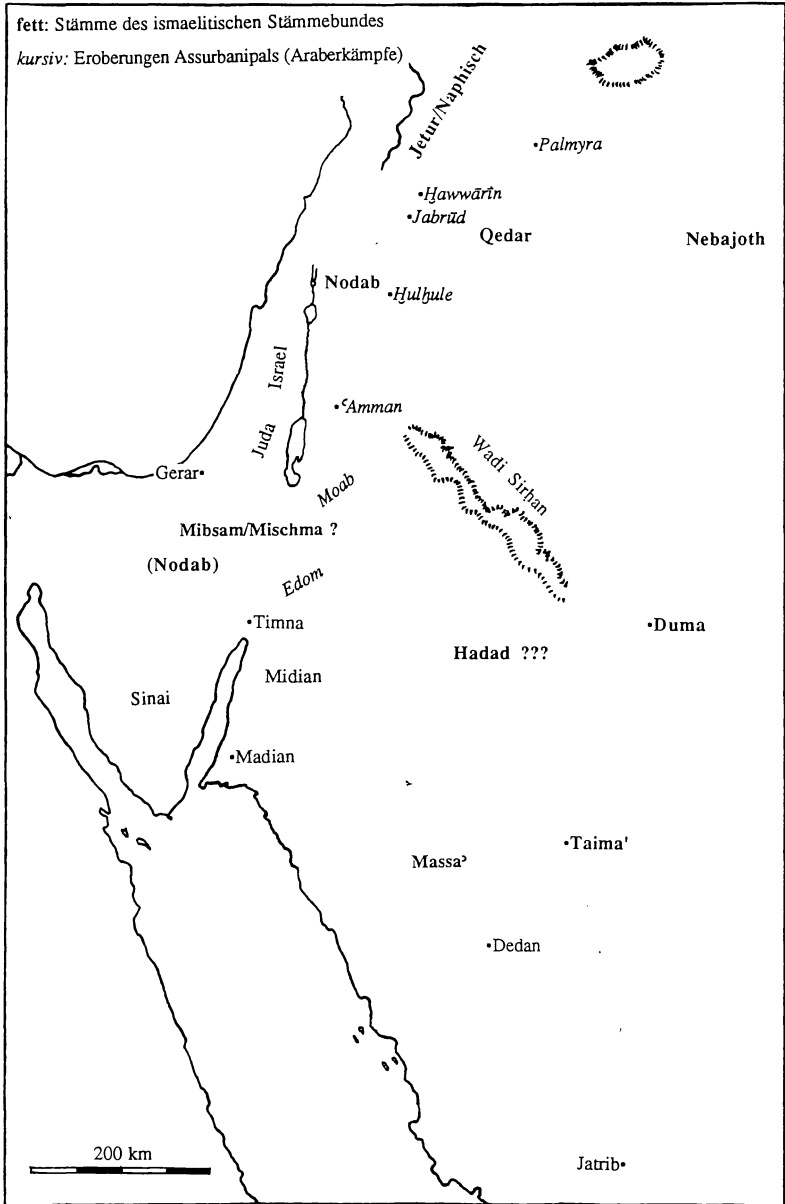 fett: Stämme des ismaelitischen Stämmebundes
kursiv: Eroberungen Assurbanipals (Araberkämpfe)
Jetur/Naphisch
Palmyra
Ḫawwārīn
Jabrūd
Qedar
Nebajoth
Nodab
Ḫulḫule
Israel
ʿAmman
Juda
Wadi Sirḥan
Gerar
Moab
Mibsam/Mischma ?
(Nodab)
Edom
Timna
Duma
Hadad ???
Midian
Sinai
Madian
Taima'
Massaʾ
Dedan
200 km
Jatrib